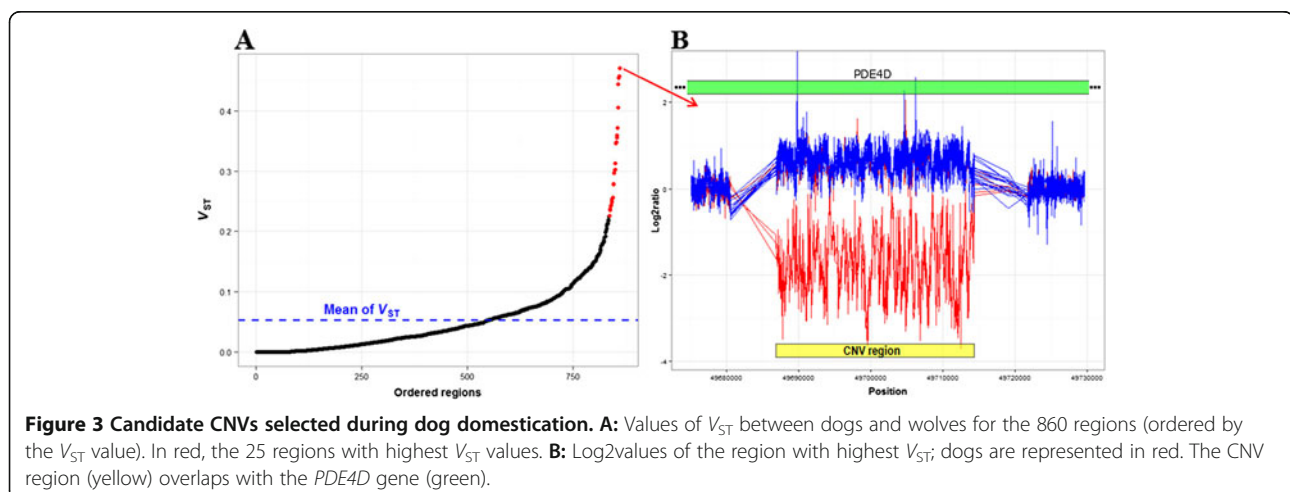 A
B
0.4
0.3
0.2
0.1
0.0
V_ST
Mean of V_ST
0
250
500
750
Ordered regions
PDE4D
...
...
2
0
-2
-4
Log2ratio
CNV region
49680000
49690000
49700000
49710000
49720000
49730000
Position
Figure 3 Candidate CNVs selected during dog domestication. A: Values of V_ST between dogs and wolves for the 860 regions (ordered by
the V_ST value). In red, the 25 regions with highest V_ST values. B: Log2values of the region with highest V_ST; dogs are represented in red. The CNV
region (yellow) overlaps with the PDE4D gene (green).